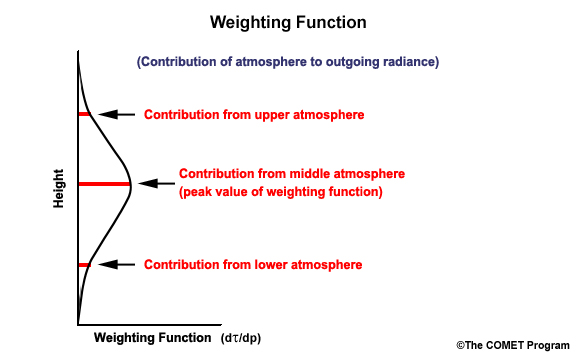 Weighting Function
(Contribution of atmosphere to outgoing radiance)
Contribution from upper atmosphere
Contribution from middle atmosphere
(peak value of weighting function)
Height
Contribution from lower atmosphere
Weighting Function (dτ/dp)
©The COMET Program